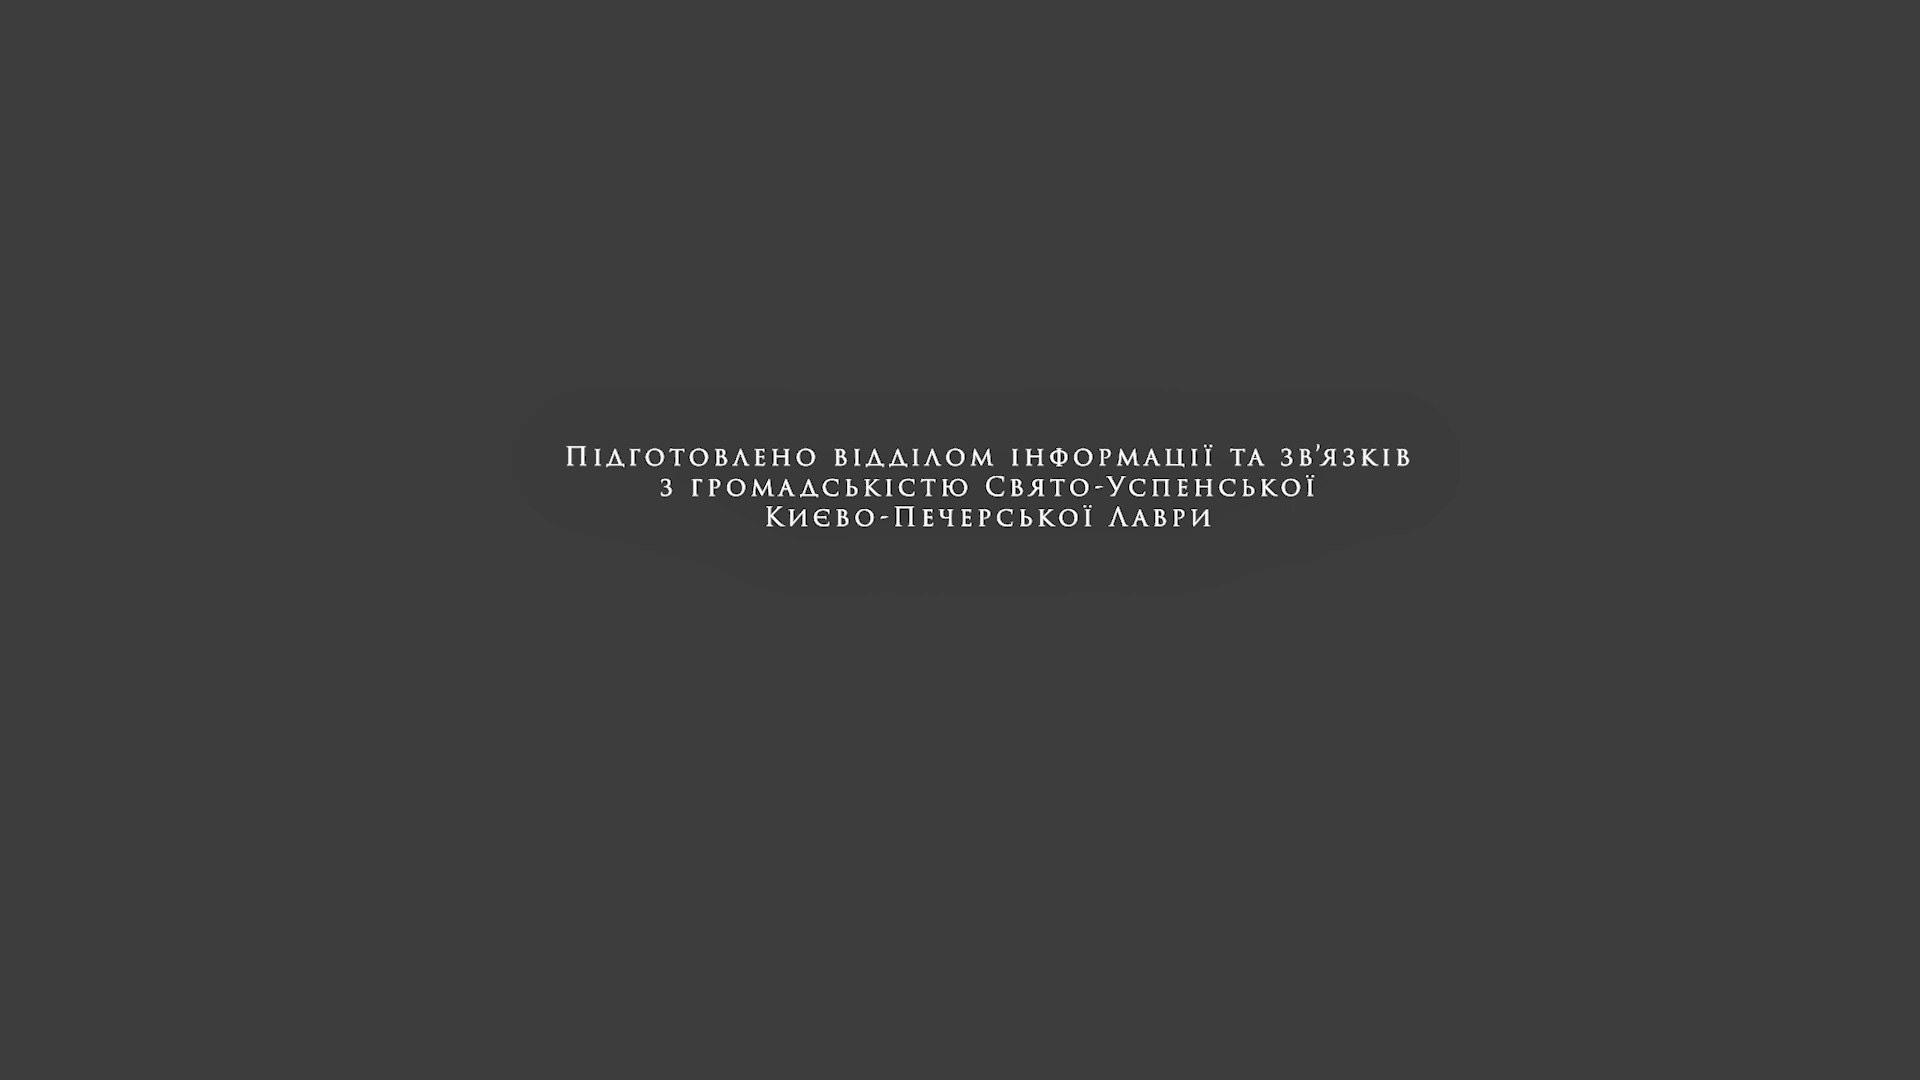 Підготовлено відділом інформації та зв’язків
з громадськістю Свято-Успенської
Києво-Печерської Лаври